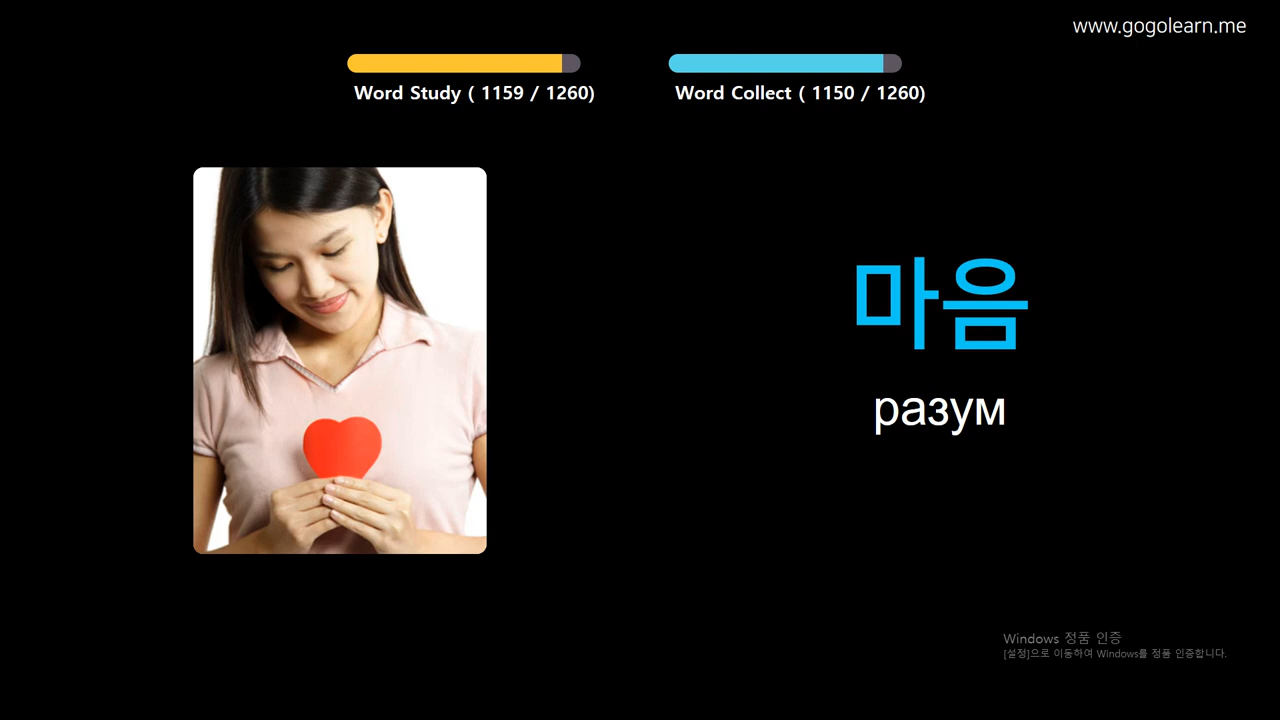 www.gogolearn.me
Word Study ( 1159 / 1260)
Word Collect ( 1150 / 1260)
마음
разум
Windows 정품 인증
[설정]으로 이동하여 Windows를 정품 인증합니다.